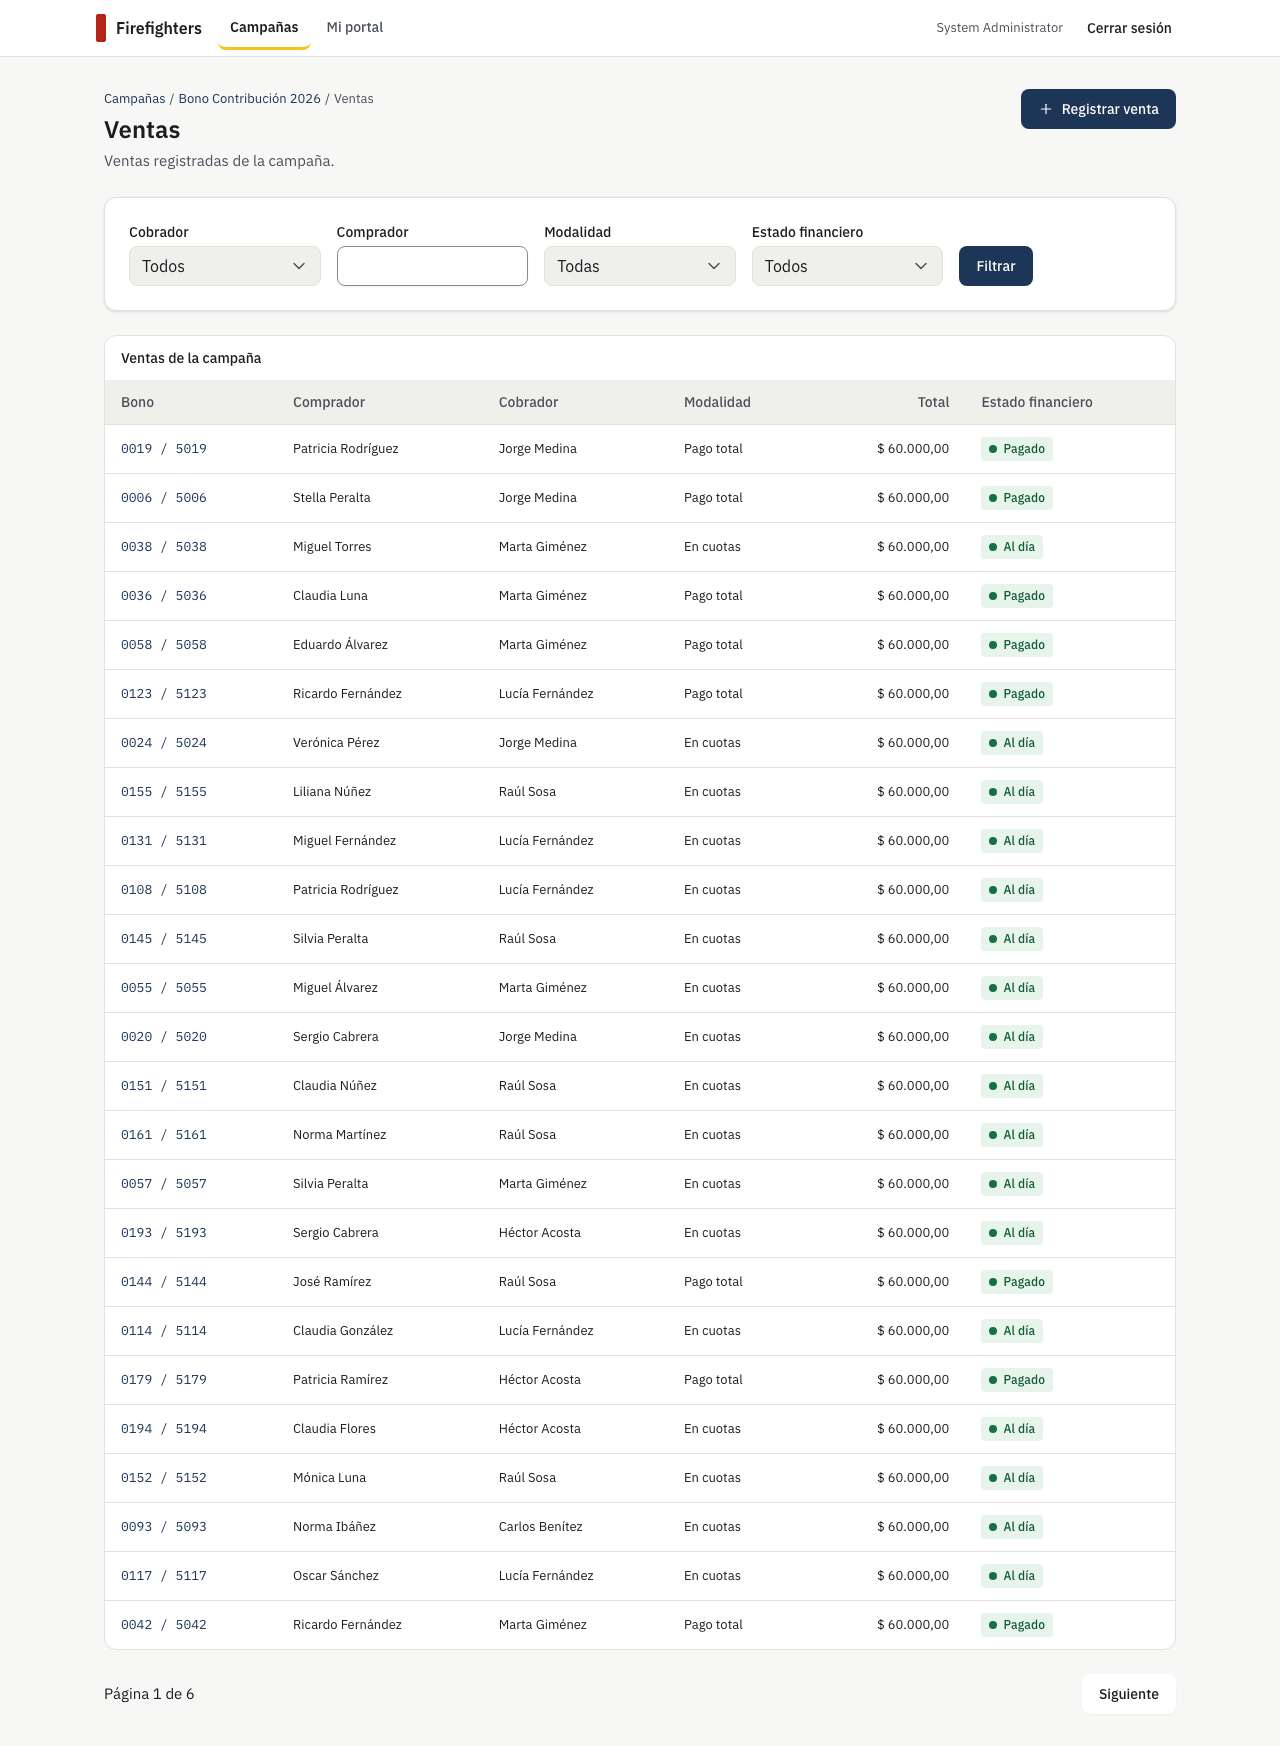 Firefighters Campañas Mi portal System Administrator Cerrar sesión
Campañas / Bono Contribución 2026 / Ventas
Registrar venta
Ventas
Ventas registradas de la campaña.
Cobrador Comprador Modalidad Estado financiero
Todos Todas Todos Filtrar
Ventas de la campaña
Bono Comprador Cobrador Modalidad Total Estado financiero
0019 / 5019 Patricia Rodríguez Jorge Medina Pago total $ 60.000,00 Pagado
0006 / 5006 Stella Peralta Jorge Medina Pago total $ 60.000,00 Pagado
0038 / 5038 Miguel Torres Marta Giménez En cuotas $ 60.000,00 Al día
0036 / 5036 Claudia Luna Marta Giménez Pago total $ 60.000,00 Pagado
0058 / 5058 Eduardo Álvarez Marta Giménez Pago total $ 60.000,00 Pagado
0123 / 5123 Ricardo Fernández Lucía Fernández Pago total $ 60.000,00 Pagado
0024 / 5024 Verónica Pérez Jorge Medina En cuotas $ 60.000,00 Al día
0155 / 5155 Liliana Núñez Raúl Sosa En cuotas $ 60.000,00 Al día
0131 / 5131 Miguel Fernández Lucía Fernández En cuotas $ 60.000,00 Al día
0108 / 5108 Patricia Rodríguez Lucía Fernández En cuotas $ 60.000,00 Al día
0145 / 5145 Silvia Peralta Raúl Sosa En cuotas $ 60.000,00 Al día
0055 / 5055 Miguel Álvarez Marta Giménez En cuotas $ 60.000,00 Al día
0020 / 5020 Sergio Cabrera Jorge Medina En cuotas $ 60.000,00 Al día
0151 / 5151 Claudia Núñez Raúl Sosa En cuotas $ 60.000,00 Al día
0161 / 5161 Norma Martínez Raúl Sosa En cuotas $ 60.000,00 Al día
0057 / 5057 Silvia Peralta Marta Giménez En cuotas $ 60.000,00 Al día
0193 / 5193 Sergio Cabrera Héctor Acosta En cuotas $ 60.000,00 Al día
0144 / 5144 José Ramírez Raúl Sosa Pago total $ 60.000,00 Pagado
0114 / 5114 Claudia González Lucía Fernández En cuotas $ 60.000,00 Al día
0179 / 5179 Patricia Ramírez Héctor Acosta Pago total $ 60.000,00 Pagado
0194 / 5194 Claudia Flores Héctor Acosta En cuotas $ 60.000,00 Al día
0152 / 5152 Mónica Luna Raúl Sosa En cuotas $ 60.000,00 Al día
0093 / 5093 Norma Ibáñez Carlos Benítez En cuotas $ 60.000,00 Al día
0117 / 5117 Oscar Sánchez Lucía Fernández En cuotas $ 60.000,00 Al día
0042 / 5042 Ricardo Fernández Marta Giménez Pago total $ 60.000,00 Pagado
Página 1 de 6 Siguiente